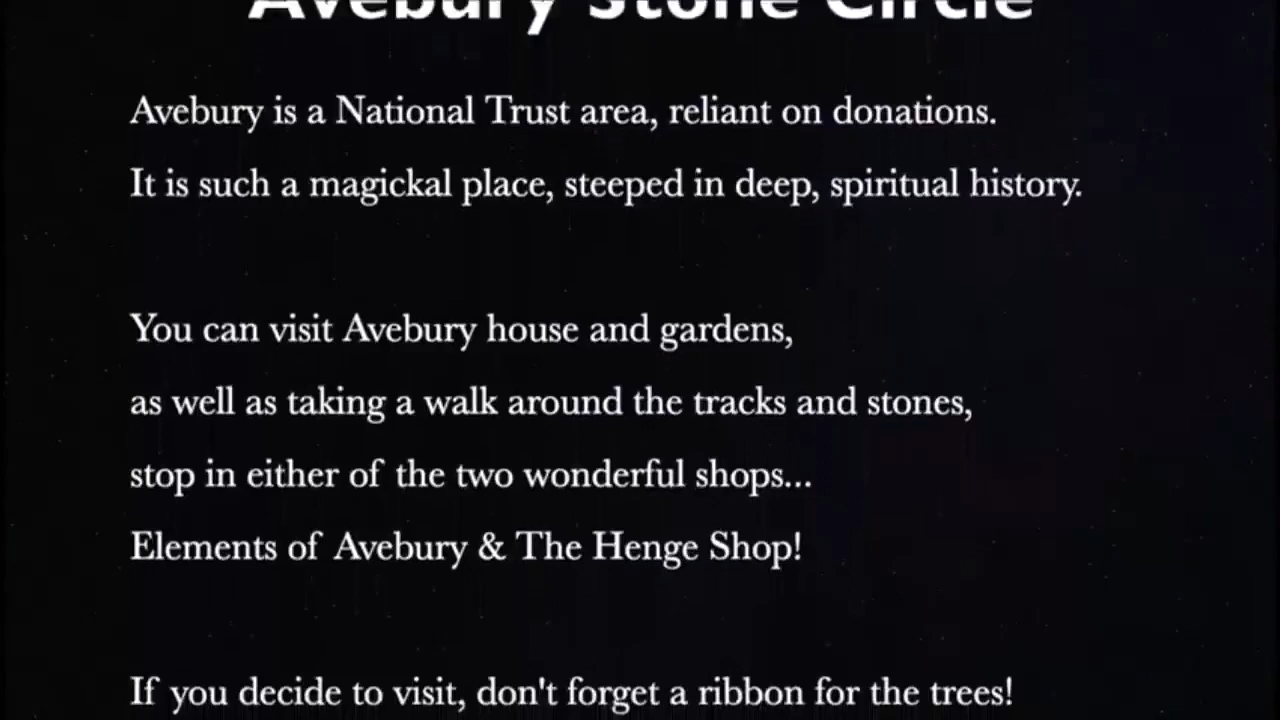 Avebury Stone Circle
Avebury is a National Trust area, reliant on donations.
It is such a magickal place, steeped in deep, spiritual history.
You can visit Avebury house and gardens,
as well as taking a walk around the tracks and stones,
stop in either of the two wonderful shops...
Elements of Avebury & The Henge Shop!
If you decide to visit, don't forget a ribbon for the trees!